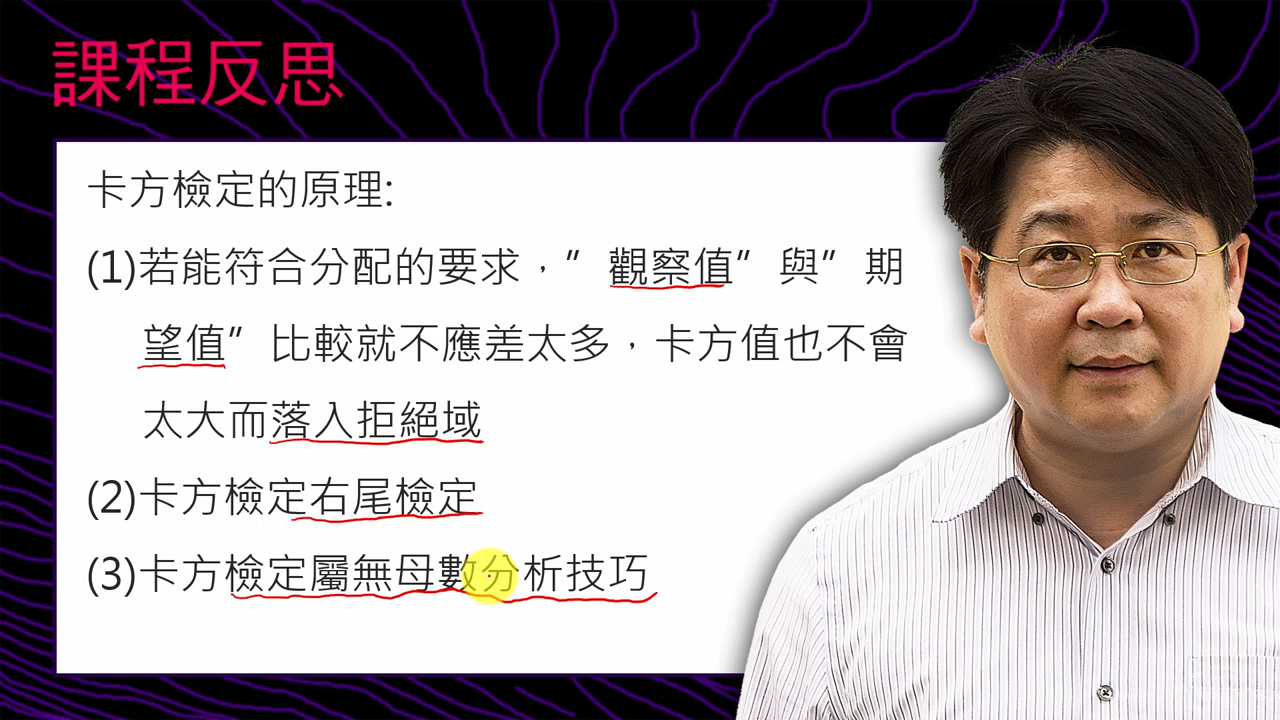 課程反思
卡方檢定的原理:
(1)若能符合分配的要求，”觀察值”與”期
望值”比較就不應差太多，卡方值也不會
太大而落入拒絕域
(2)卡方檢定右尾檢定
(3)卡方檢定屬無母數分析技巧